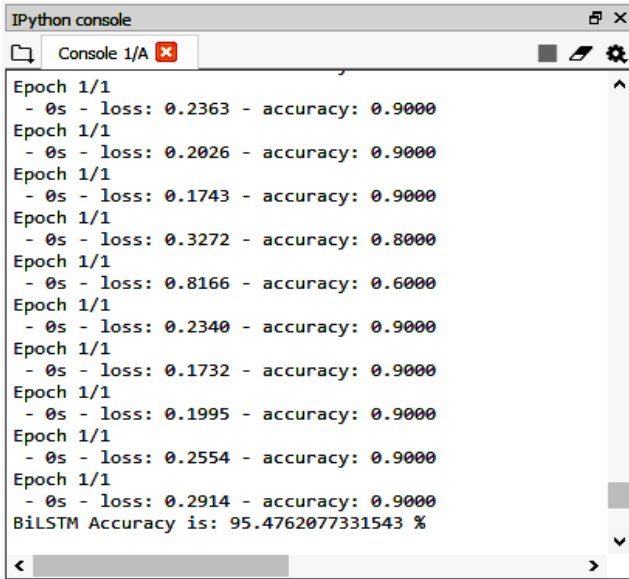 IPython console
Console 1/A
Epoch 1/1
- 0s - loss: 0.2363 - accuracy: 0.9000
Epoch 1/1
- 0s - loss: 0.2026 - accuracy: 0.9000
Epoch 1/1
- 0s - loss: 0.1743 - accuracy: 0.9000
Epoch 1/1
- 0s - loss: 0.3272 - accuracy: 0.8000
Epoch 1/1
- 0s - loss: 0.8166 - accuracy: 0.6000
Epoch 1/1
- 0s - loss: 0.2340 - accuracy: 0.9000
Epoch 1/1
- 0s - loss: 0.1732 - accuracy: 0.9000
Epoch 1/1
- 0s - loss: 0.1995 - accuracy: 0.9000
Epoch 1/1
- 0s - loss: 0.2554 - accuracy: 0.9000
Epoch 1/1
- 0s - loss: 0.2914 - accuracy: 0.9000
BiLSTM Accuracy is: 95.4762077331543 %